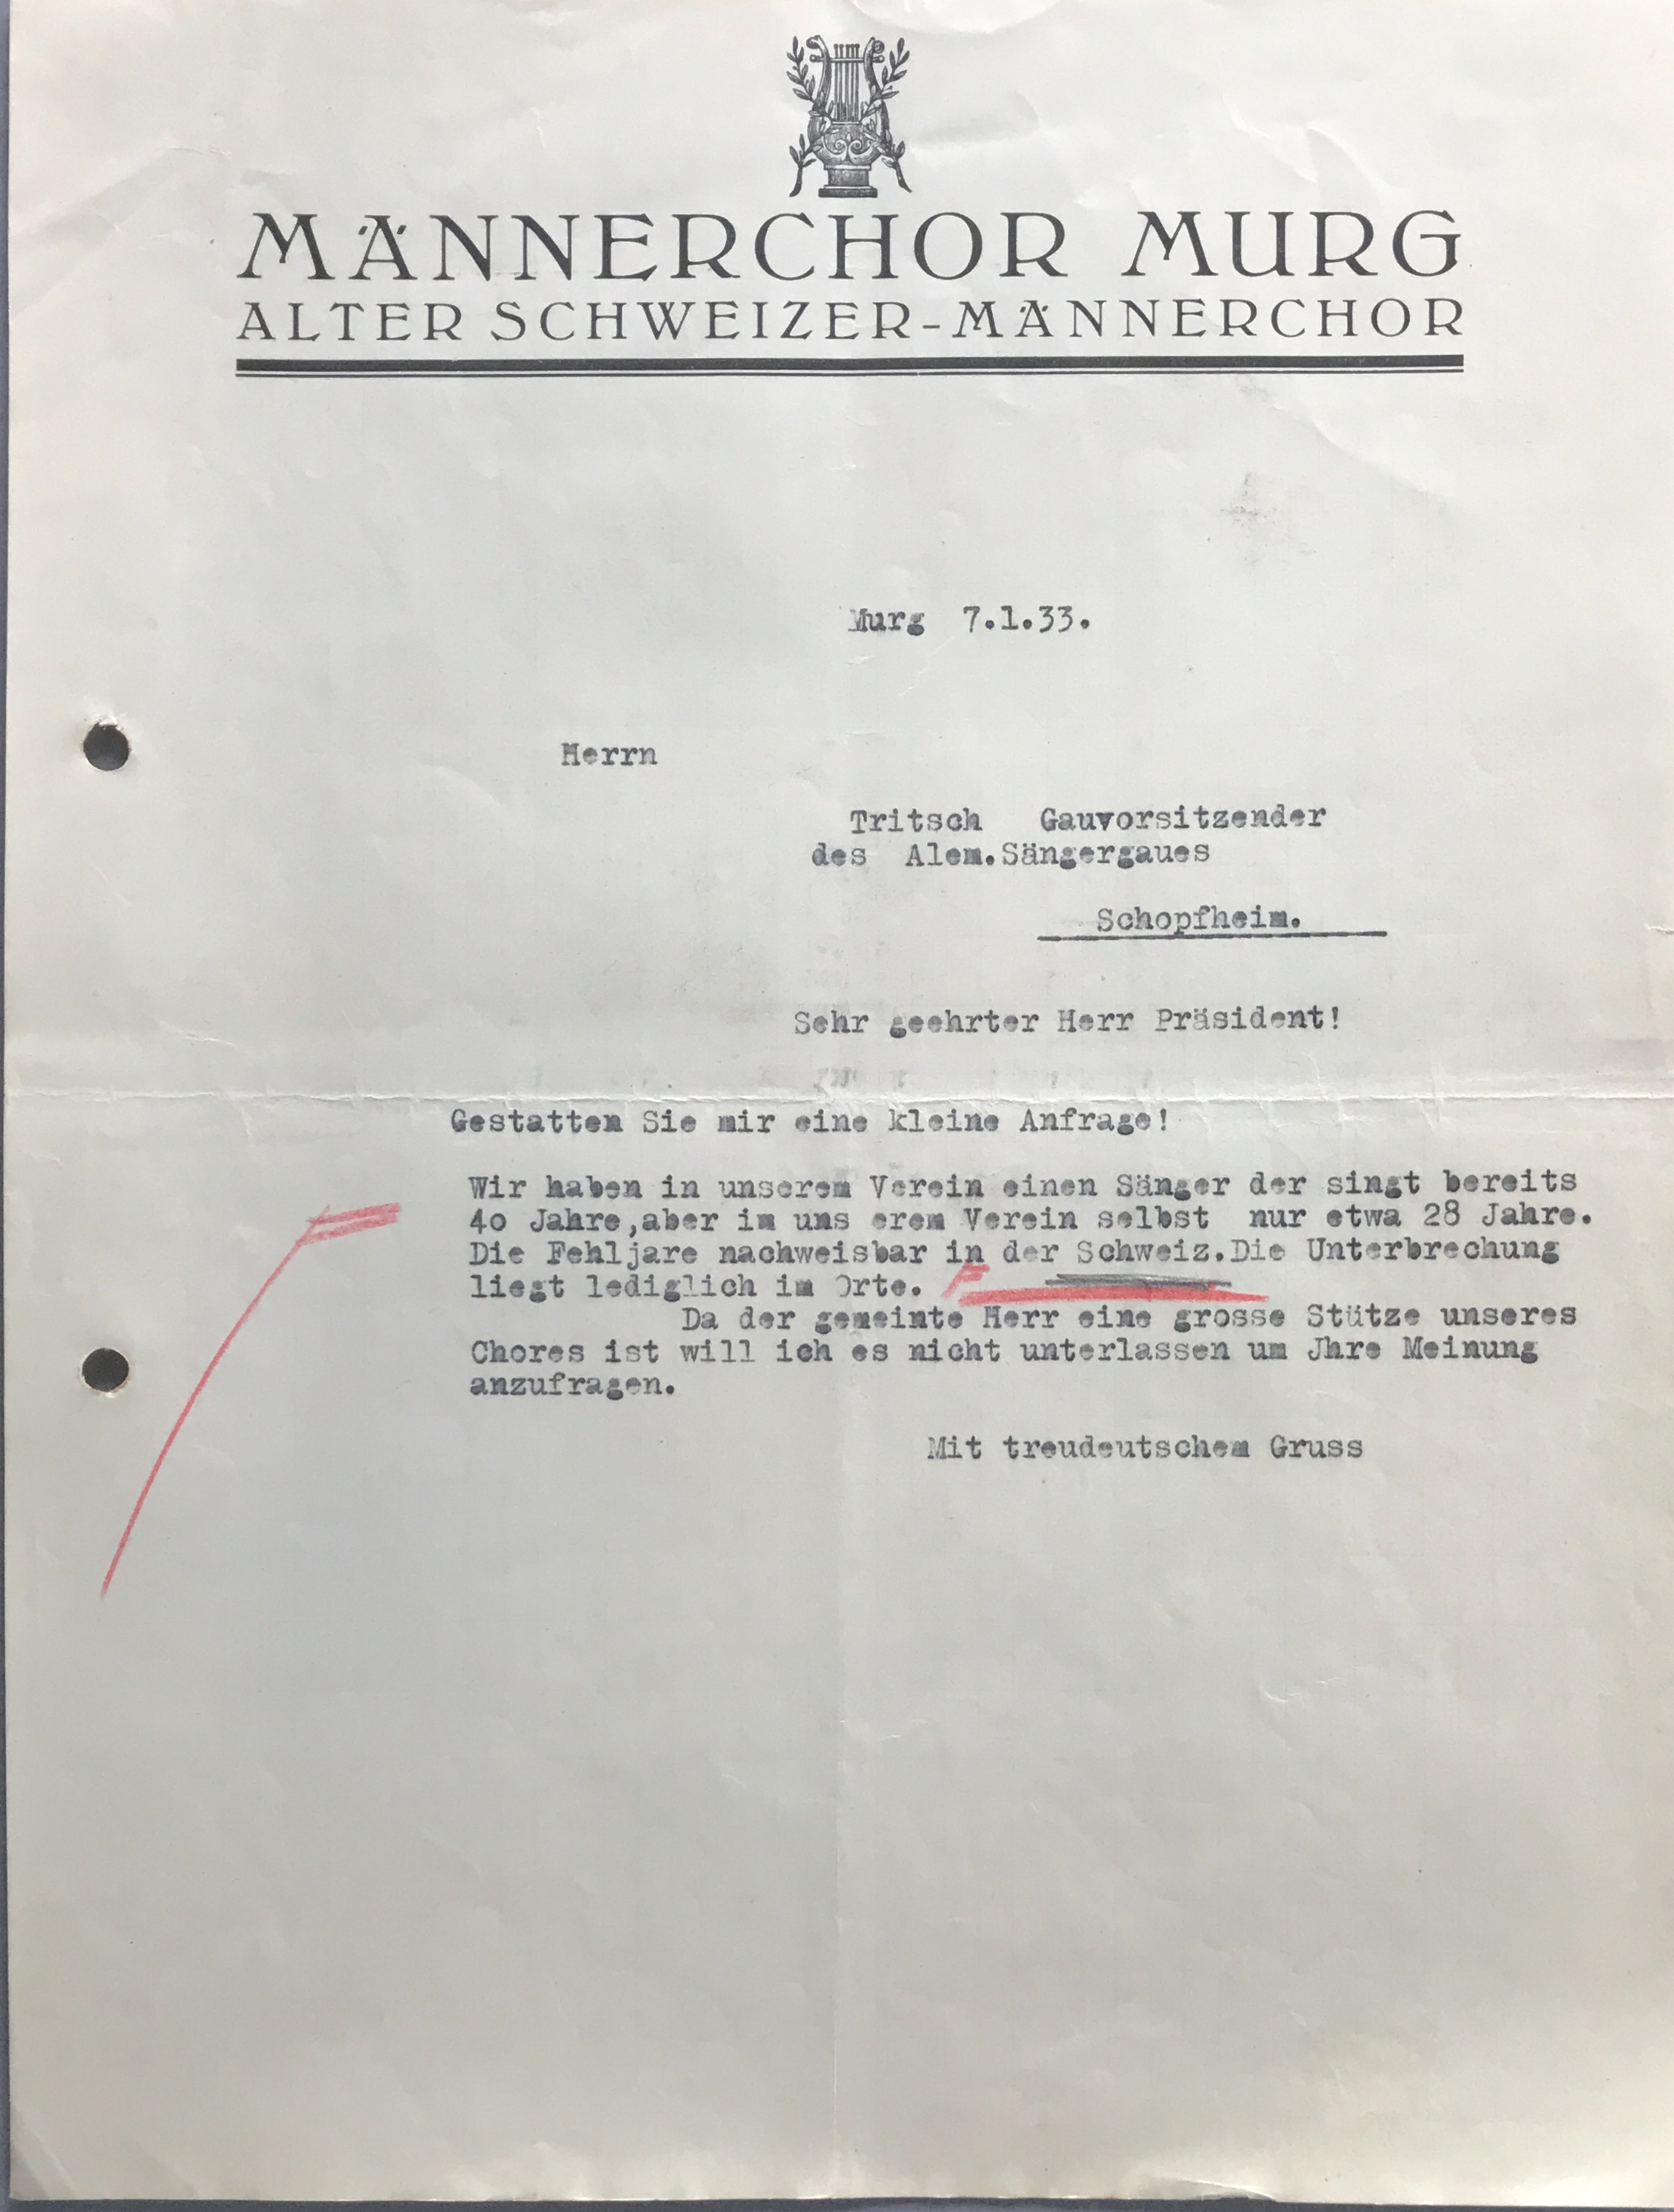 MÄNNERCHOR MURG
ALTER SCHWEIZER-MÄNNERCHOR
Murg 7.1.33.
Herrn
Tritsch Gauvorsitzender
des Alem.Sängergaues
Schopfheim.
Sehr geehrter Herr Präsident!
Gestatten Sie mir eine kleine Anfrage!
Wir haben in unserem Verein einen Sänger der singt bereits
4o Jahre,aber im uns erem Verein selbst nur etwa 28 Jahre.
Die Fehljare nachweisbar in der Schweiz.Die Unterbrechung
liegt lediglich im Orte.
Da der gemeinte Herr eine grosse Stütze unseres
Chores ist will ich es nicht unterlassen um Jhre Meinung
anzufragen.
Mit treudeutschem Gruss